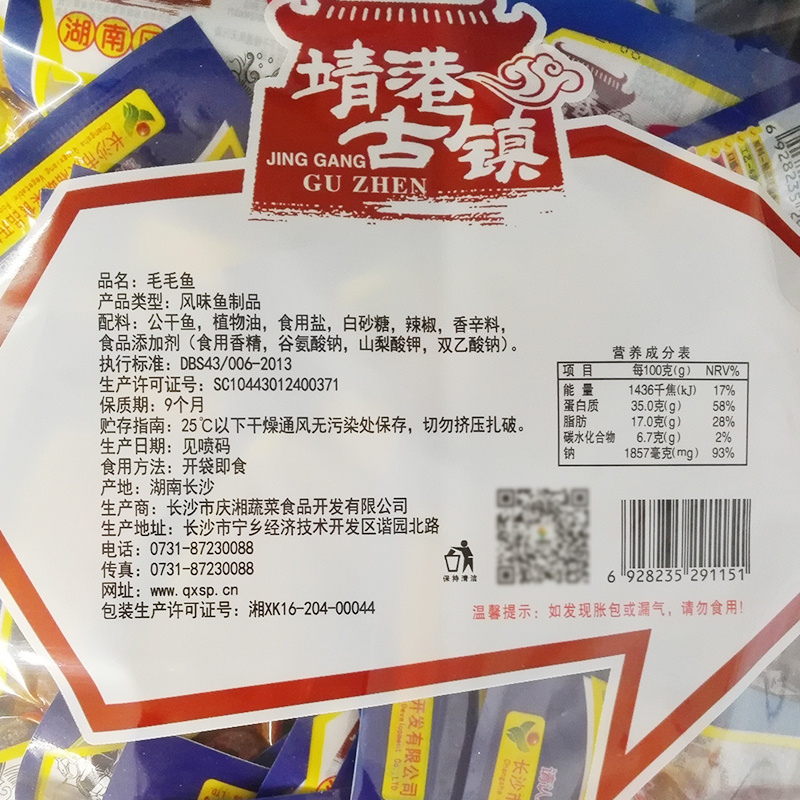 湖南
靖港
古镇
JING GANG
GU ZHEN
长沙市
品名：毛毛鱼
产品类型：风味鱼制品
配料：公干鱼，植物油，食用盐，白砂糖，辣椒，香辛料，
食品添加剂（食用香精，谷氨酸钠，山梨酸钾，双乙酸钠）。
执行标准：DBS43/006-2013
生产许可证号：SC10443012400371
保质期：9个月
贮存指南：25℃以下干燥通风无污染处保存，切勿挤压扎破。
生产日期：见喷码
食用方法：开袋即食
产地：湖南长沙
生产商：长沙市庆湘蔬菜食品开发有限公司
生产地址：长沙市宁乡经济技术开发区谐园北路
电话：0731-87230088
传真：0731-87230088
网址：www.qxsp.cn
包装生产许可证号：湘XK16-204-00044
营养成分表
项目 每100克(g) NRV%
能量 1436千焦(kJ) 17%
蛋白质 35.0克(g) 58%
脂肪 17.0克(g) 28%
碳水化合物 6.7克(g) 2%
钠 1857毫克(mg) 93%
保持清洁
6 928235 291151
温馨提示：如发现胀包或漏气，请勿食用！
开发有限公司
长沙市